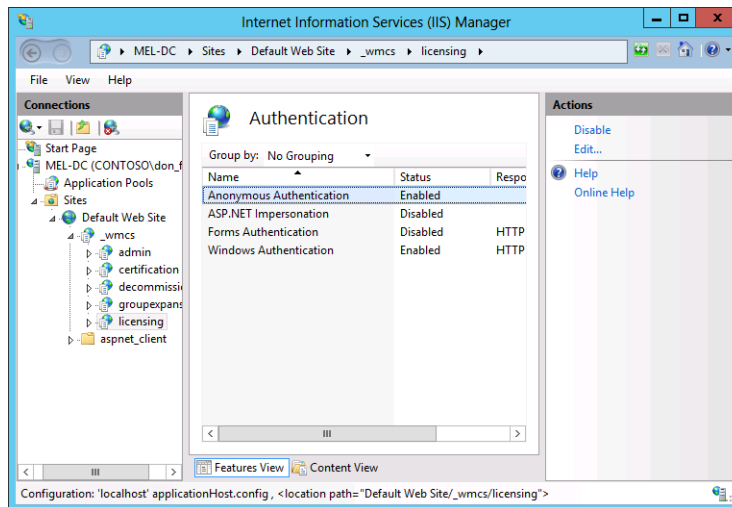 Internet Information Services (IIS) Manager
MEL-DC Sites Default Web Site _wmcs licensing
File View Help
Connections
Start Page
MEL-DC (CONTOSO\don_f
Application Pools
Sites
Default Web Site
_wmcs
admin
certification
decommissi
groupexpans
licensing
aspnet_client
Authentication
Group by: No Grouping
Name Status Respo
Anonymous Authentication Enabled
ASP.NET Impersonation Disabled
Forms Authentication Disabled HTTP
Windows Authentication Enabled HTTP
Features View Content View
Actions
Disable
Edit...
Help
Online Help
Configuration: 'localhost' applicationHost.config , <location path="Default Web Site/_wmcs/licensing">